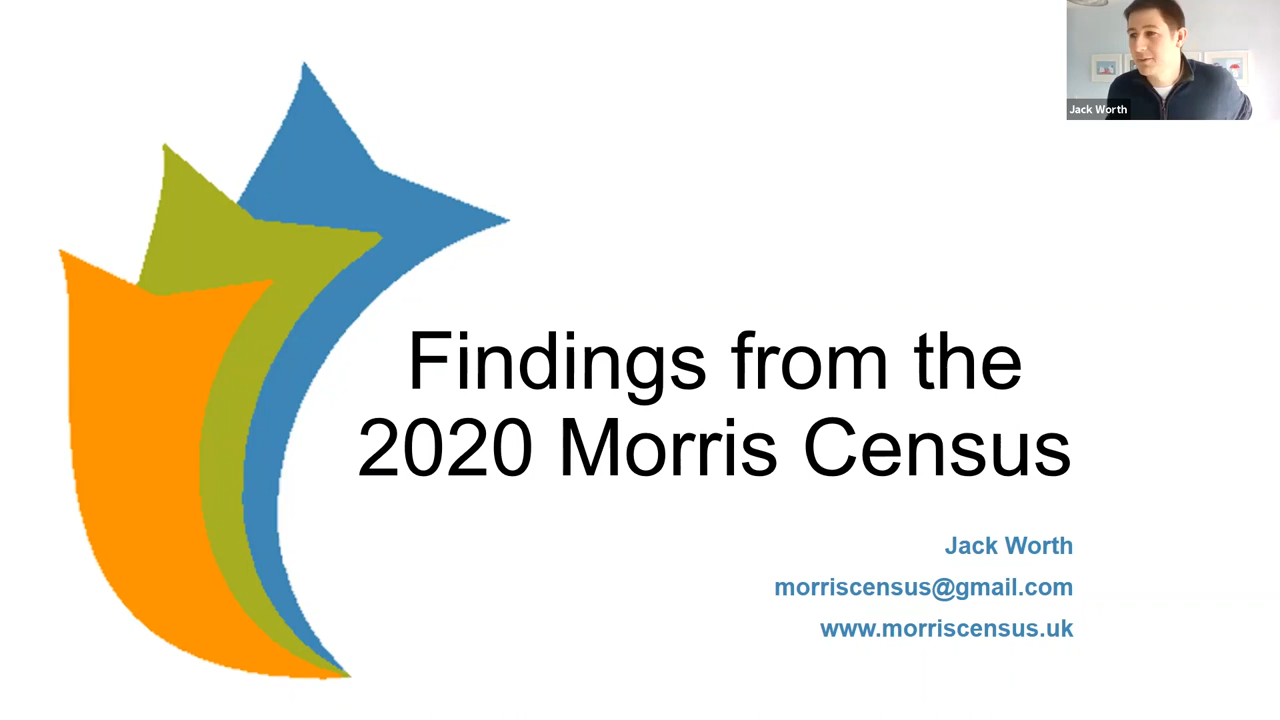 Jack Worth
Findings from the
2020 Morris Census
Jack Worth
morriscensus@gmail.com
www.morriscensus.uk